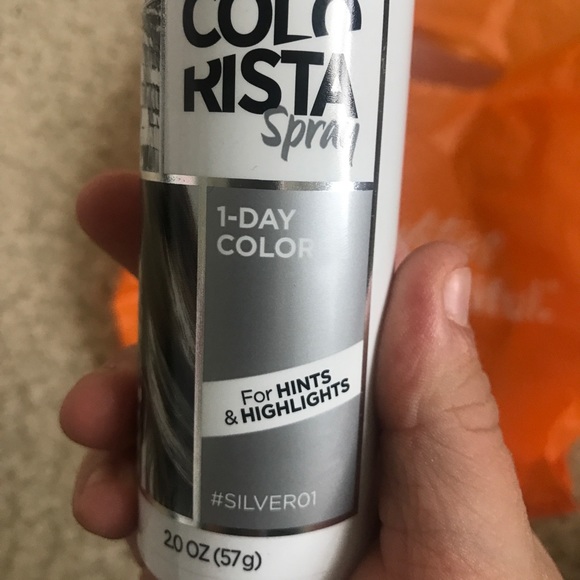 COLO
RISTA
Spray
1-DAY
COLOR
For HINTS
& HIGHLIGHTS
#SILVER01
2.0 OZ (57g)